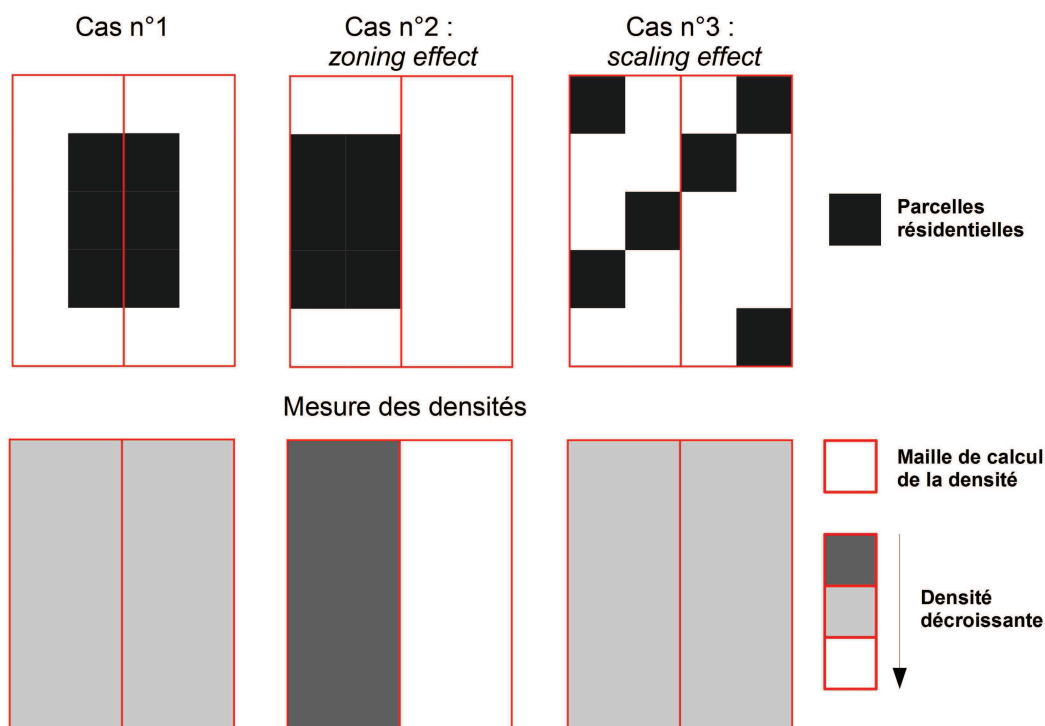 Cas n°1
Cas n°2 :
zoning effect
Cas n°3 :
scaling effect
Parcelles
résidentielles
Mesure des densités
Maille de calcul
de la densité
Densité
décroissante